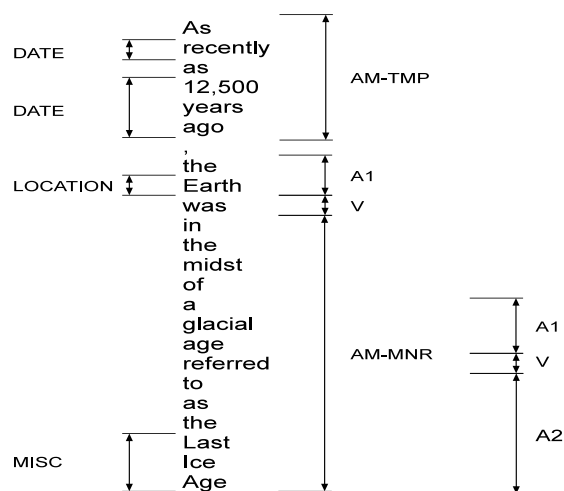 As
DATE recently
as AM-TMP
12,500
DATE years
ago
,
the A1
LOCATION Earth
was V
in
the
midst
of
a
glacial A1
age
referred AM-MNR V
to
as
the
Last A2
MISC Ice
Age